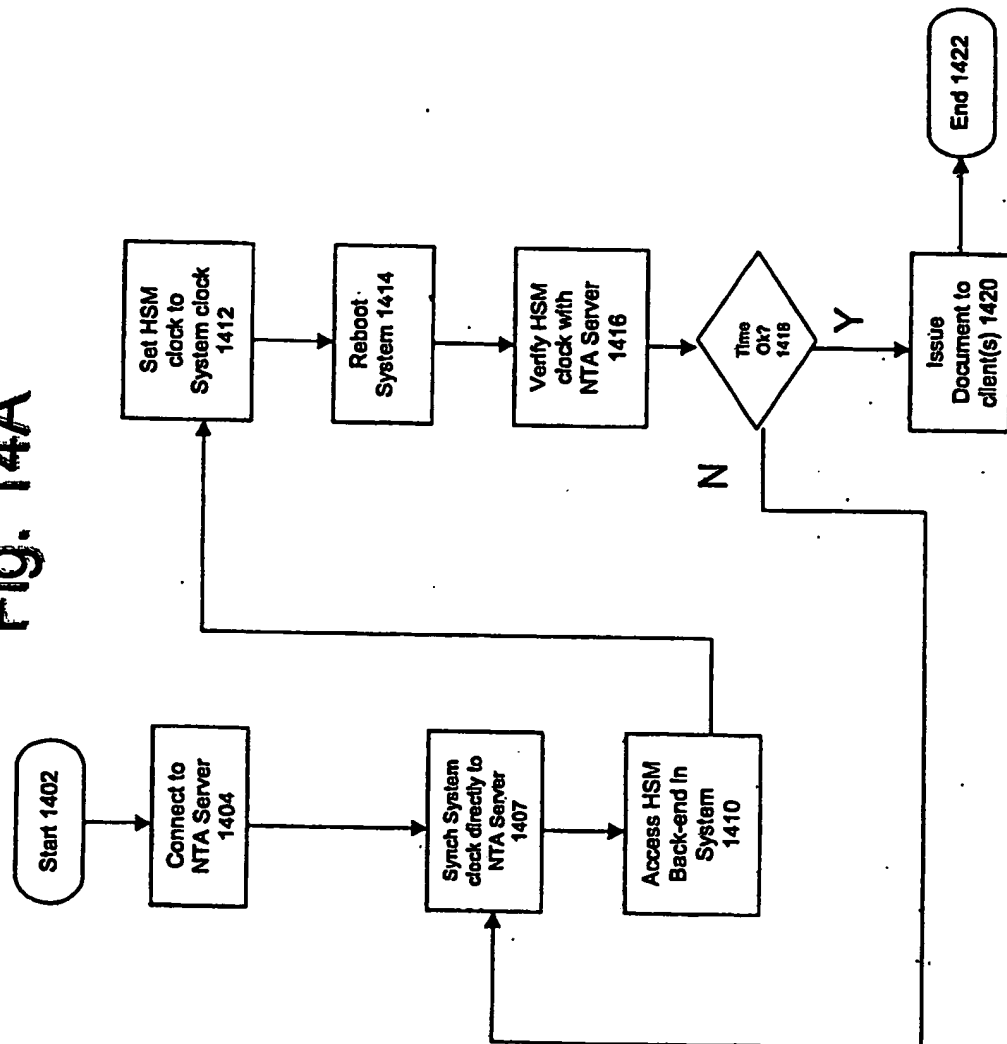 Fig. 14A
Start 1402
Connect to
NTA Server
1404
Synch System
clock directly to
NTA Server
1407
Access HSM
Back-end in
System
1410
Set HSM
clock to
System clock
1412
Reboot
System 1414
Verify HSM
clock with
NTA Server
1416
Time
Ok?
1418
N
Y
Issue
Document to
client(s) 1420
End 1422